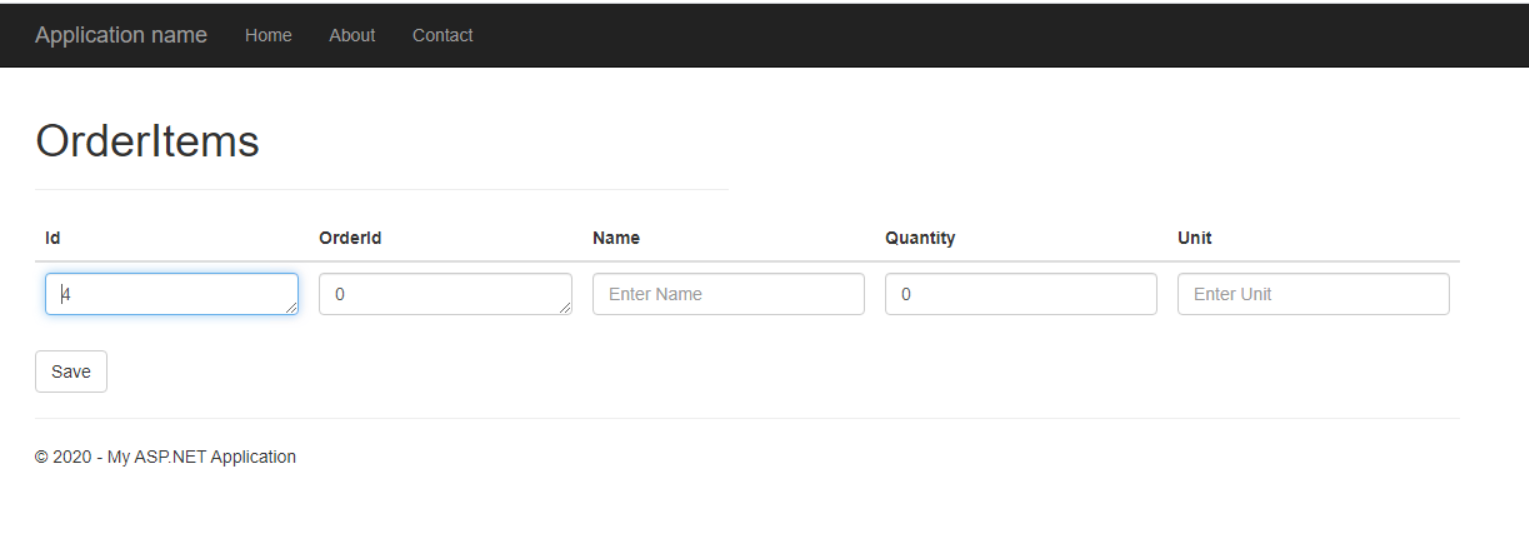 Application name Home About Contact
OrderItems
Id OrderId Name Quantity Unit
4 0 Enter Name 0 Enter Unit
Save
© 2020 - My ASP.NET Application